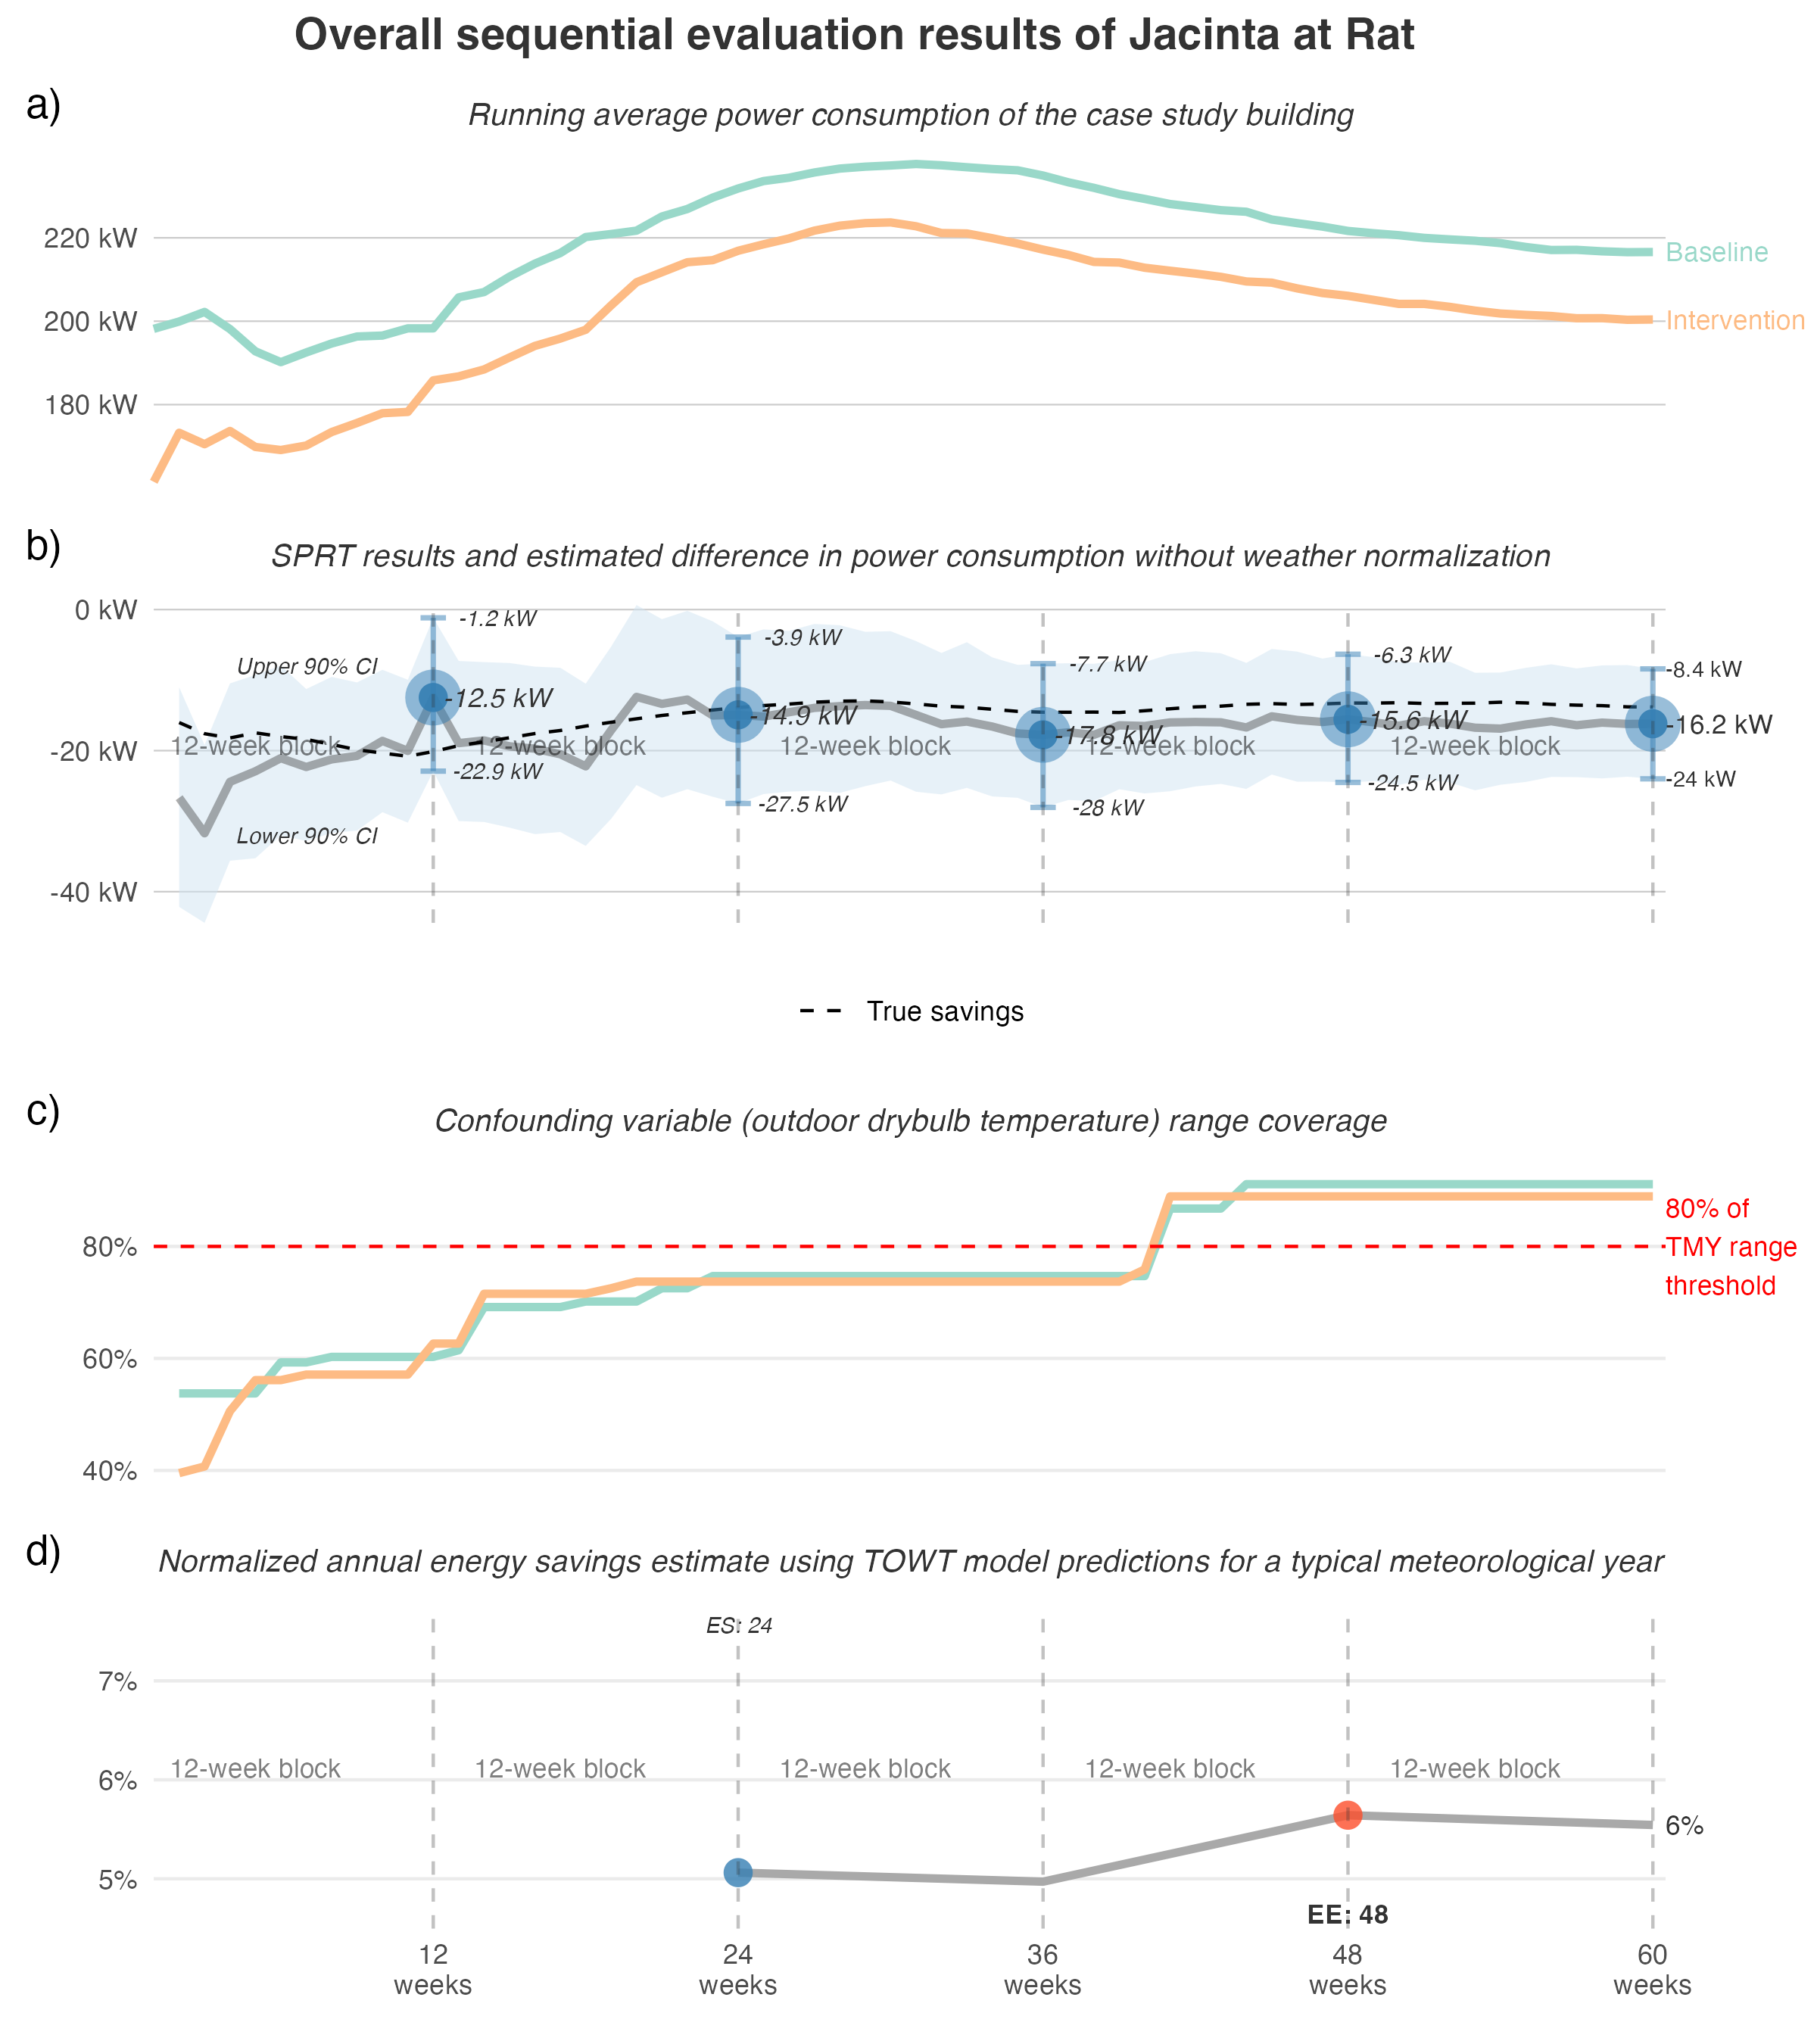 Overall sequential evaluation results of Jacinta at Rat
a)
Running average power consumption of the case study building
220 kW
200 kW
180 kW
Baseline
Intervention
b)
SPRT results and estimated difference in power consumption without weather normalization
0 kW
-20 kW
-40 kW
Upper 90% CI
Lower 90% CI
-1.2 kW
-12.5 kW
-22.9 kW
-3.9 kW
-14.9 kW
-27.5 kW
-7.7 kW
-17.8 kW
-28 kW
-6.3 kW
-15.6 kW
-24.5 kW
-8.4 kW
-16.2 kW
-24 kW
12-week block
12-week block
12-week block
12-week block
12-week block
True savings
c)
Confounding variable (outdoor drybulb temperature) range coverage
80%
60%
40%
80% of
TMY range
threshold
d)
Normalized annual energy savings estimate using TOWT model predictions for a typical meteorological year
ES: 24
7%
6%
5%
12-week block
12-week block
12-week block
12-week block
12-week block
6%
EE: 48
12
weeks
24
weeks
36
weeks
48
weeks
60
weeks